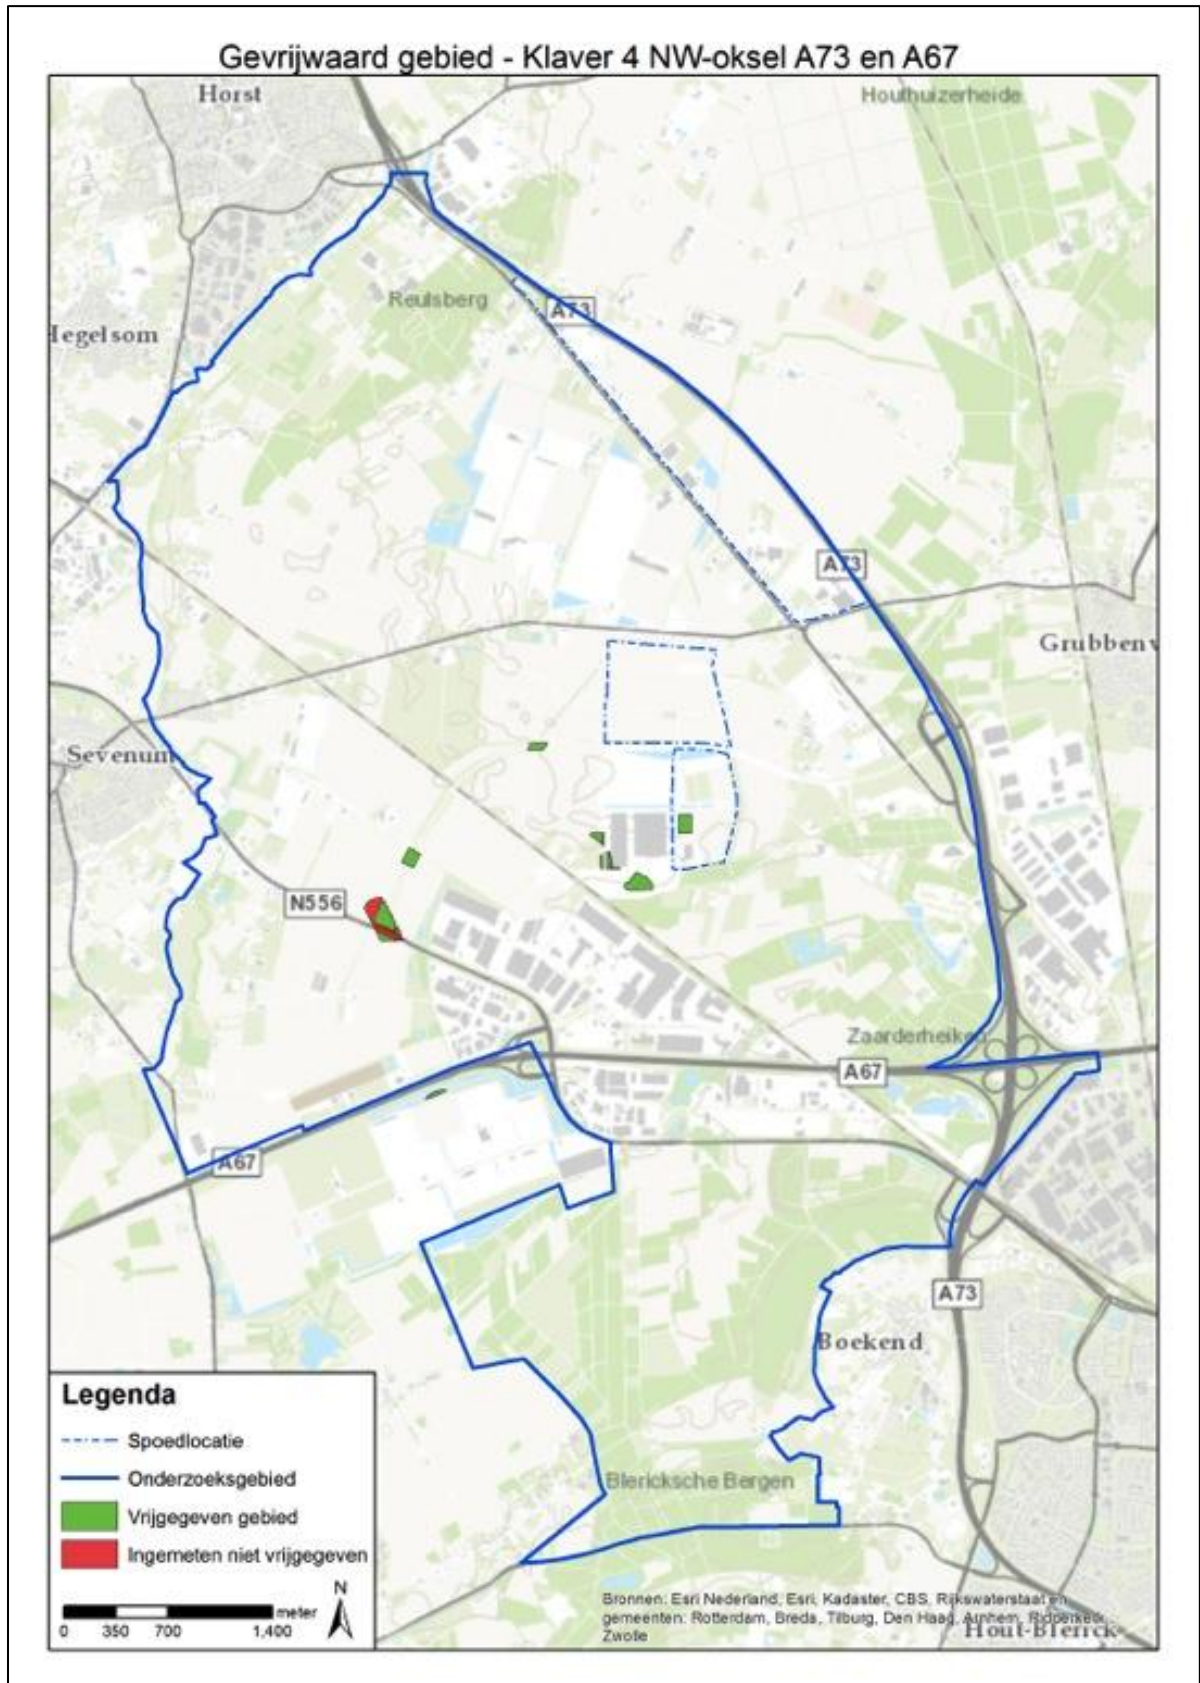 Gevrijwaard gebied - Klaver 4 NW-oksel A73 en A67
Horst
Houthuizerheide
Reulsberg
A73
Hegelsom
A73
Grubbenv
Sevenum
N556
Zaarderheiken
A67
A67
A73
Boekend
Blericksche Bergen
Legenda
Spoedlocatie
Onderzoeksgebied
Vrijgegeven gebied
Ingemeten niet vrijgegeven
N
meter
0 350 700 1,400
Bronnen: Esri Nederland, Esri, Kadaster, CBS, Rijkswaterstaat en
gemeenten: Rotterdam, Breda, Tilburg, Den Haag, Arnhem, Ridderkerk,
Zwolle
Hout-Blerick